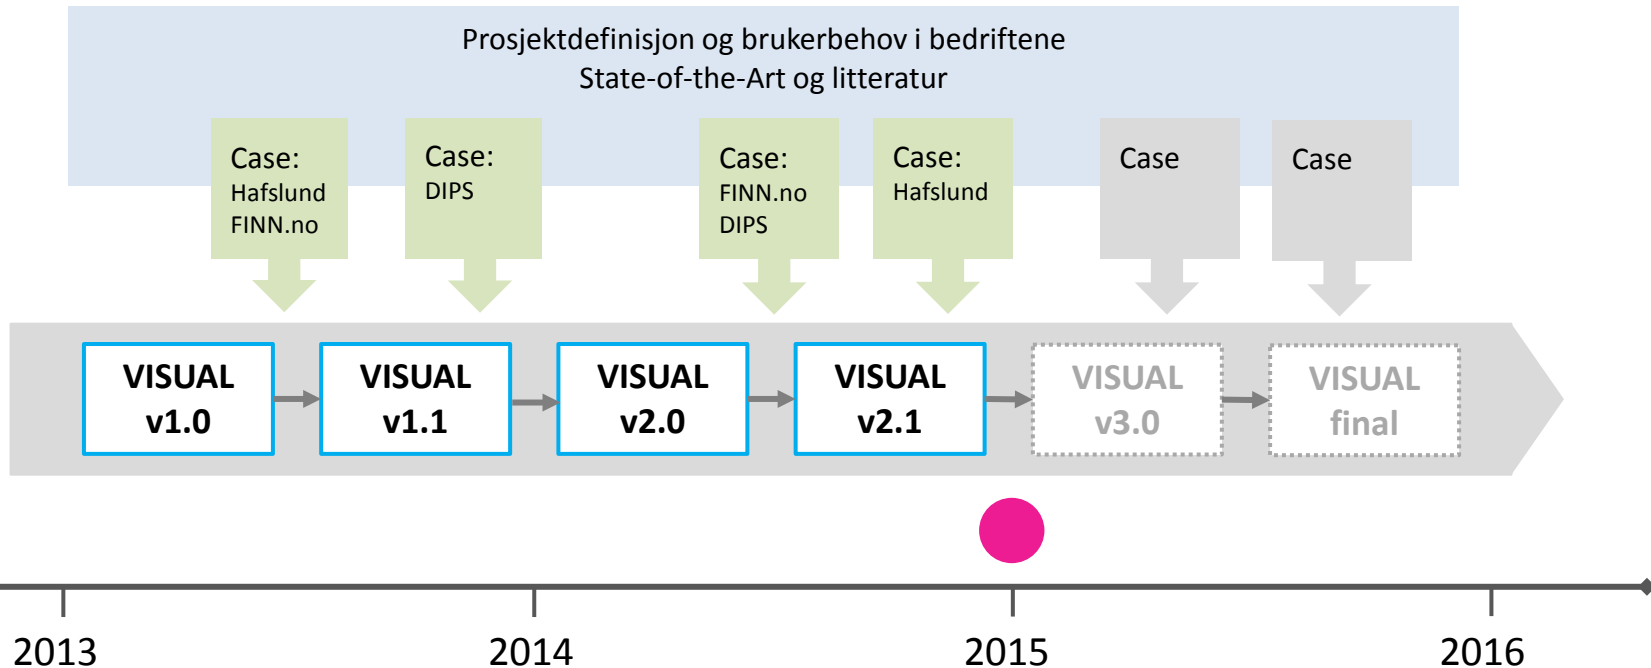 Prosjektdefinisjon og brukerbehov i bedriftene
State-of-the-Art og litteratur
Case:
Hafslund
FINN.no
Case:
DIPS
Case:
FINN.no
DIPS
Case:
Hafslund
Case
Case
VISUAL
v1.0
VISUAL
v1.1
VISUAL
v2.0
VISUAL
v2.1
VISUAL
v3.0
VISUAL
final
2013
2014
2015
2016